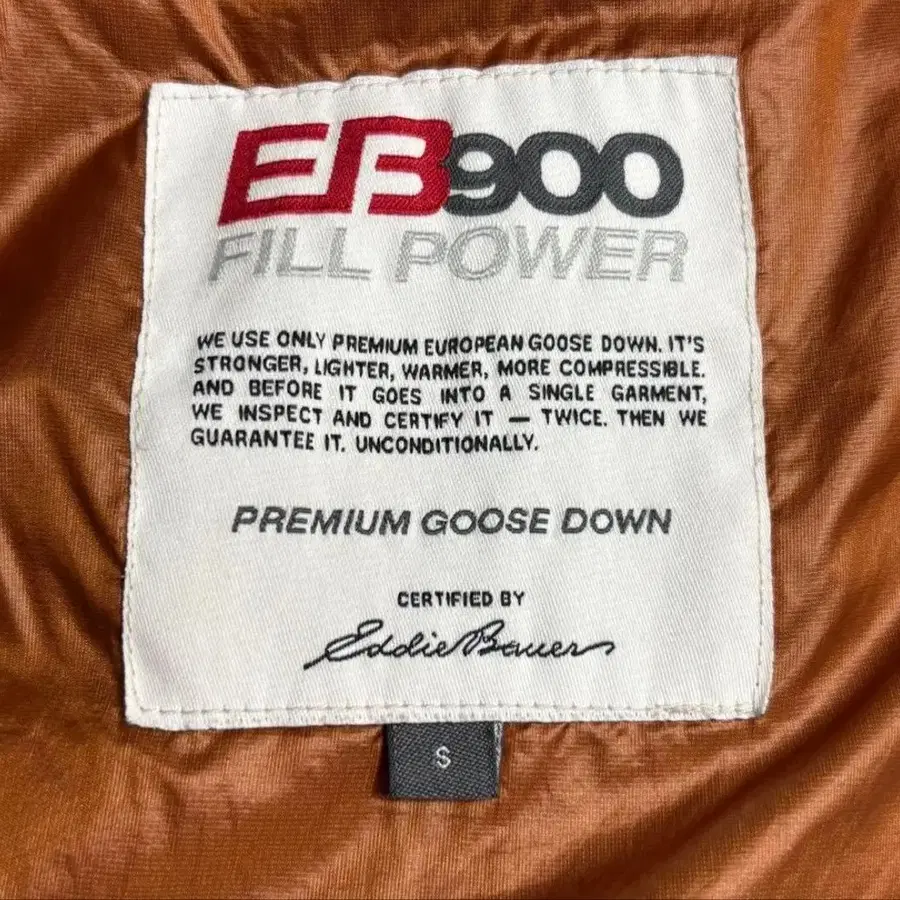 EB900
FILL POWER
WE USE ONLY PREMIUM EUROPEAN GOOSE DOWN. IT'S
STRONGER, LIGHTER, WARMER, MORE COMPRESSIBLE.
AND BEFORE IT GOES INTO A SINGLE GARMENT,
WE INSPECT AND CERTIFY IT — TWICE. THEN WE
GUARANTEE IT. UNCONDITIONALLY.
PREMIUM GOOSE DOWN
CERTIFIED BY
Eddie Bauer
S